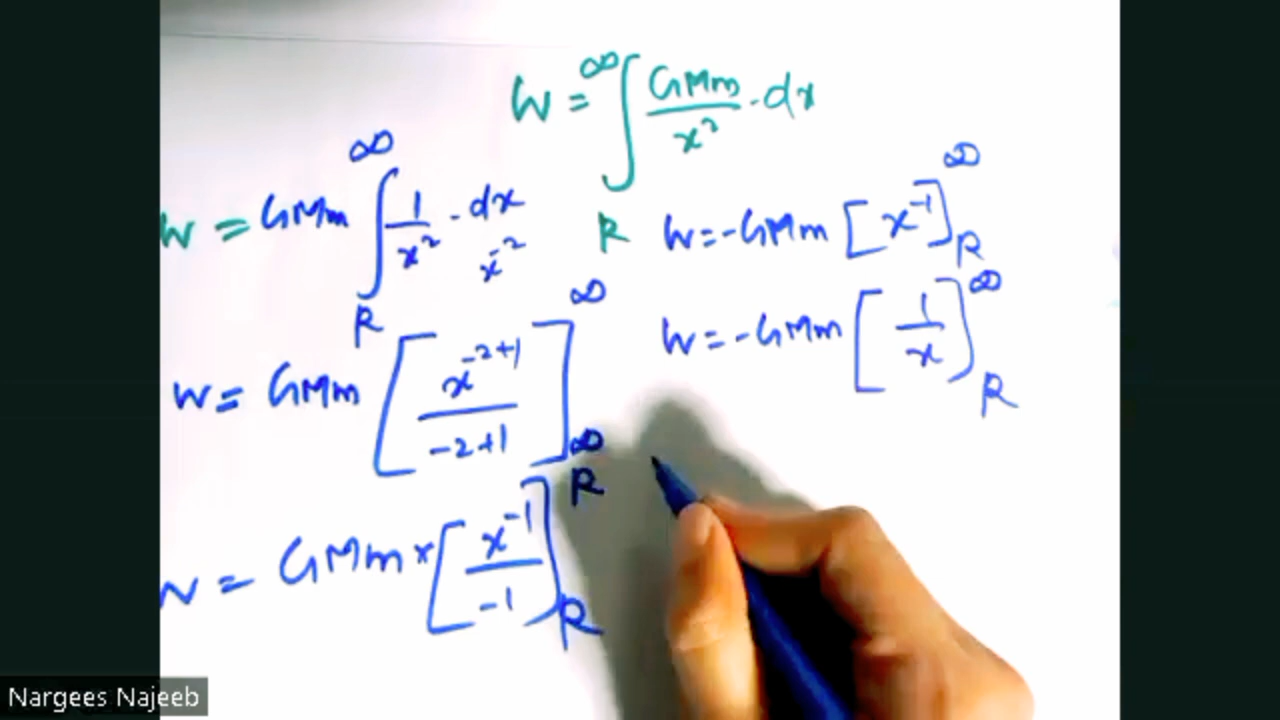 W = ∫_R^∞ GMm/x² · dx
W = GMm ∫_R^∞ 1/x² · dx
x⁻²
W = GMm [x⁻²⁺¹/-2+1]_R^∞
W = GMm × [x⁻¹/-1]_R^∞
W = -GMm [x⁻¹]_R^∞
W = -GMm [1/x]_R^∞
Nargees Najeeb